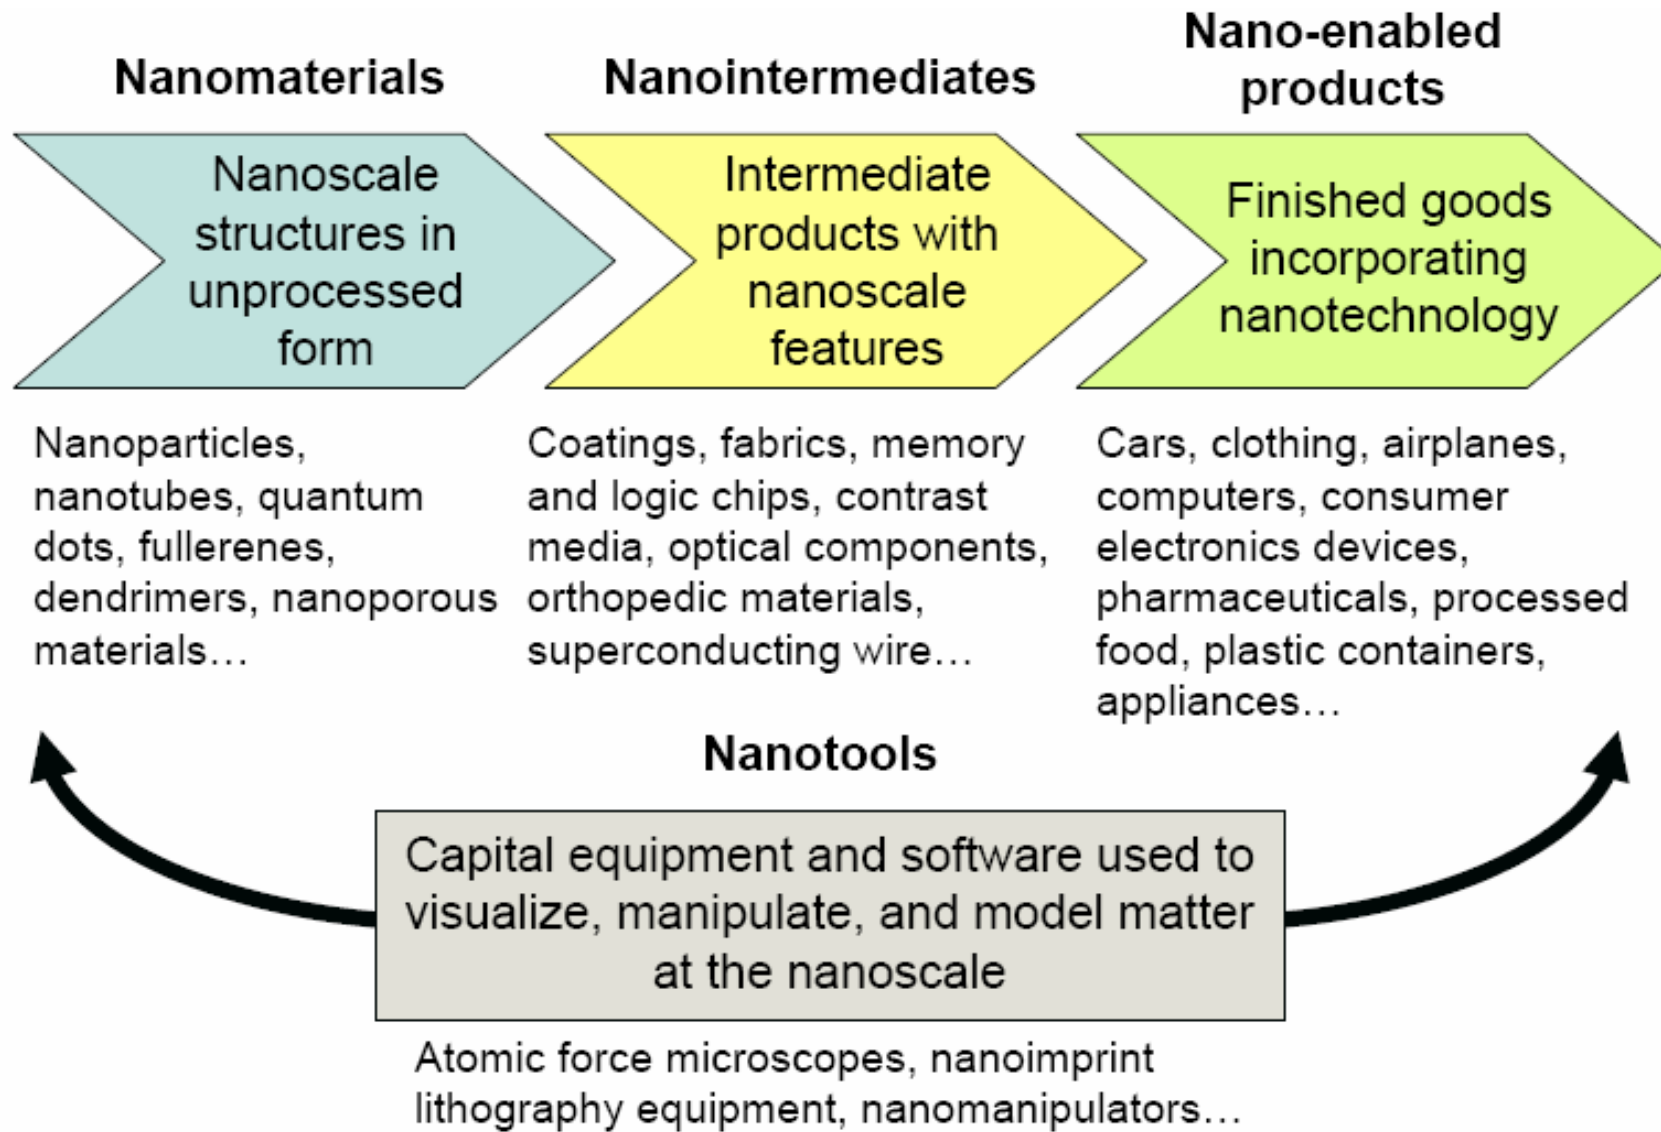 Nanomaterials
Nanoscale
structures in
unprocessed
form
Nanoparticles,
nanotubes, quantum
dots, fullerenes,
dendrimers, nanoporous
materials…
Nanointermediates
Intermediate
products with
nanoscale
features
Coatings, fabrics, memory
and logic chips, contrast
media, optical components,
orthopedic materials,
superconducting wire…
Nano-enabled
products
Finished goods
incorporating
nanotechnology
Cars, clothing, airplanes,
computers, consumer
electronics devices,
pharmaceuticals, processed
food, plastic containers,
appliances…
Nanotools
Capital equipment and software used to
visualize, manipulate, and model matter
at the nanoscale
Atomic force microscopes, nanoimprint
lithography equipment, nanomanipulators…